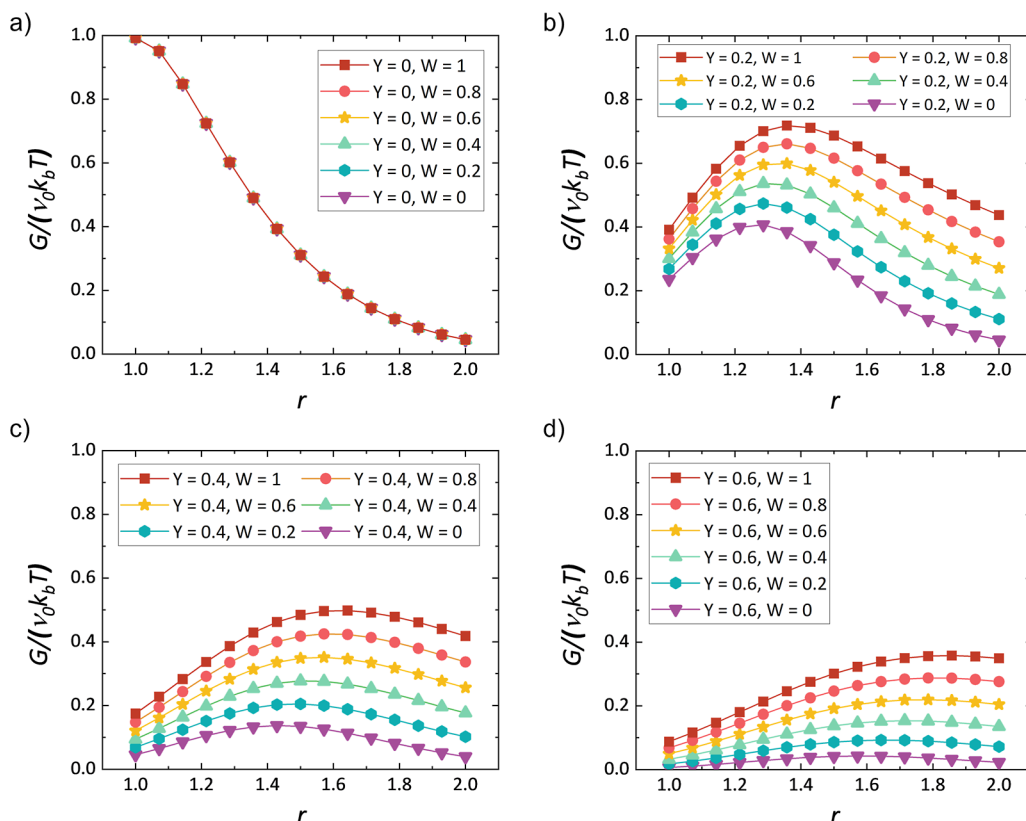 a)
G/(ν₀k_bT)
1.0
0.8
0.6
0.4
0.2
0.0
Y = 0, W = 1
Y = 0, W = 0.8
Y = 0, W = 0.6
Y = 0, W = 0.4
Y = 0, W = 0.2
Y = 0, W = 0
1.0 1.2 1.4 1.6 1.8 2.0
r
b)
G/(ν₀k_bT)
1.0
0.8
0.6
0.4
0.2
0.0
Y = 0.2, W = 1 Y = 0.2, W = 0.8
Y = 0.2, W = 0.6 Y = 0.2, W = 0.4
Y = 0.2, W = 0.2 Y = 0.2, W = 0
1.0 1.2 1.4 1.6 1.8 2.0
r
c)
G/(ν₀k_bT)
1.0
0.8
0.6
0.4
0.2
0.0
Y = 0.4, W = 1 Y = 0.4, W = 0.8
Y = 0.4, W = 0.6 Y = 0.4, W = 0.4
Y = 0.4, W = 0.2 Y = 0.4, W = 0
1.0 1.2 1.4 1.6 1.8 2.0
r
d)
G/(ν₀k_bT)
1.0
0.8
0.6
0.4
0.2
0.0
Y = 0.6, W = 1
Y = 0.6, W = 0.8
Y = 0.6, W = 0.6
Y = 0.6, W = 0.4
Y = 0.6, W = 0.2
Y = 0.6, W = 0
1.0 1.2 1.4 1.6 1.8 2.0
r